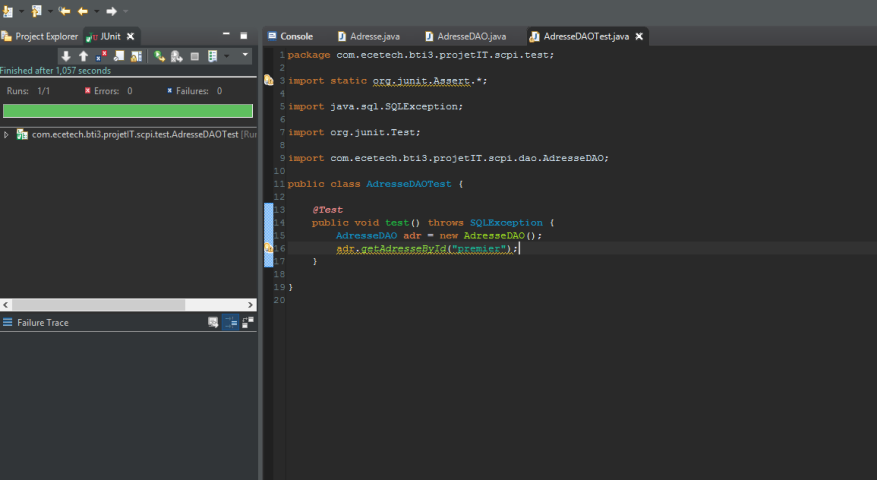 Project Explorer JUnit
Finished after 1,057 seconds
Runs: 1/1 Errors: 0 Failures: 0
com.ecetech.bti3.projetIT.scpi.test.AdresseDAOTest [Rur
Failure Trace
Console Adresse.java AdresseDAO.java AdresseDAOTest.java
1 package com.ecetech.bti3.projetIT.scpi.test;
2
3 import static org.junit.Assert.*;
4
5 import java.sql.SQLException;
6
7 import org.junit.Test;
8
9 import com.ecetech.bti3.projetIT.scpi.dao.AdresseDAO;
10
11 public class AdresseDAOTest {
12
13 @Test
14 public void test() throws SQLException {
15 AdresseDAO adr = new AdresseDAO();
16 adr.getAdresseById("premier");
17 }
18
19 }
20